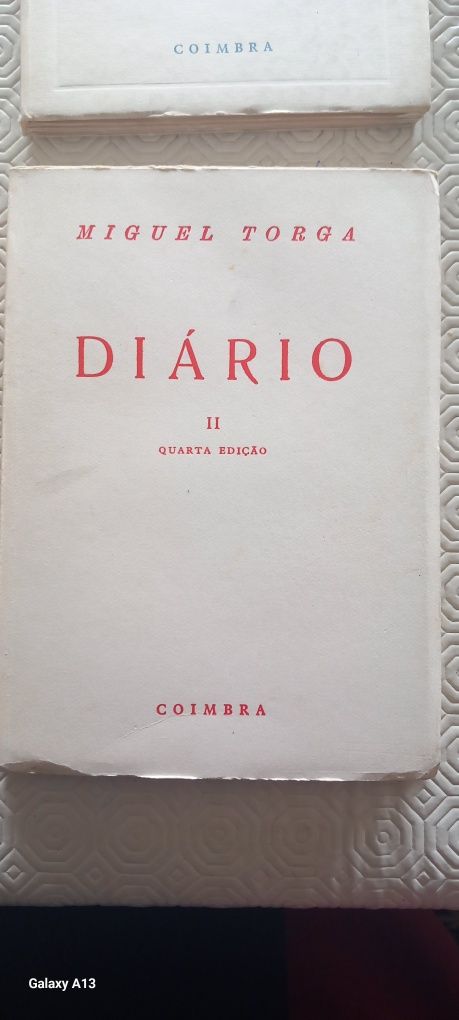 COIMBRA
MIGUEL TORGA
DIÁRIO
II
QUARTA EDIÇÃO
COIMBRA
Galaxy A13